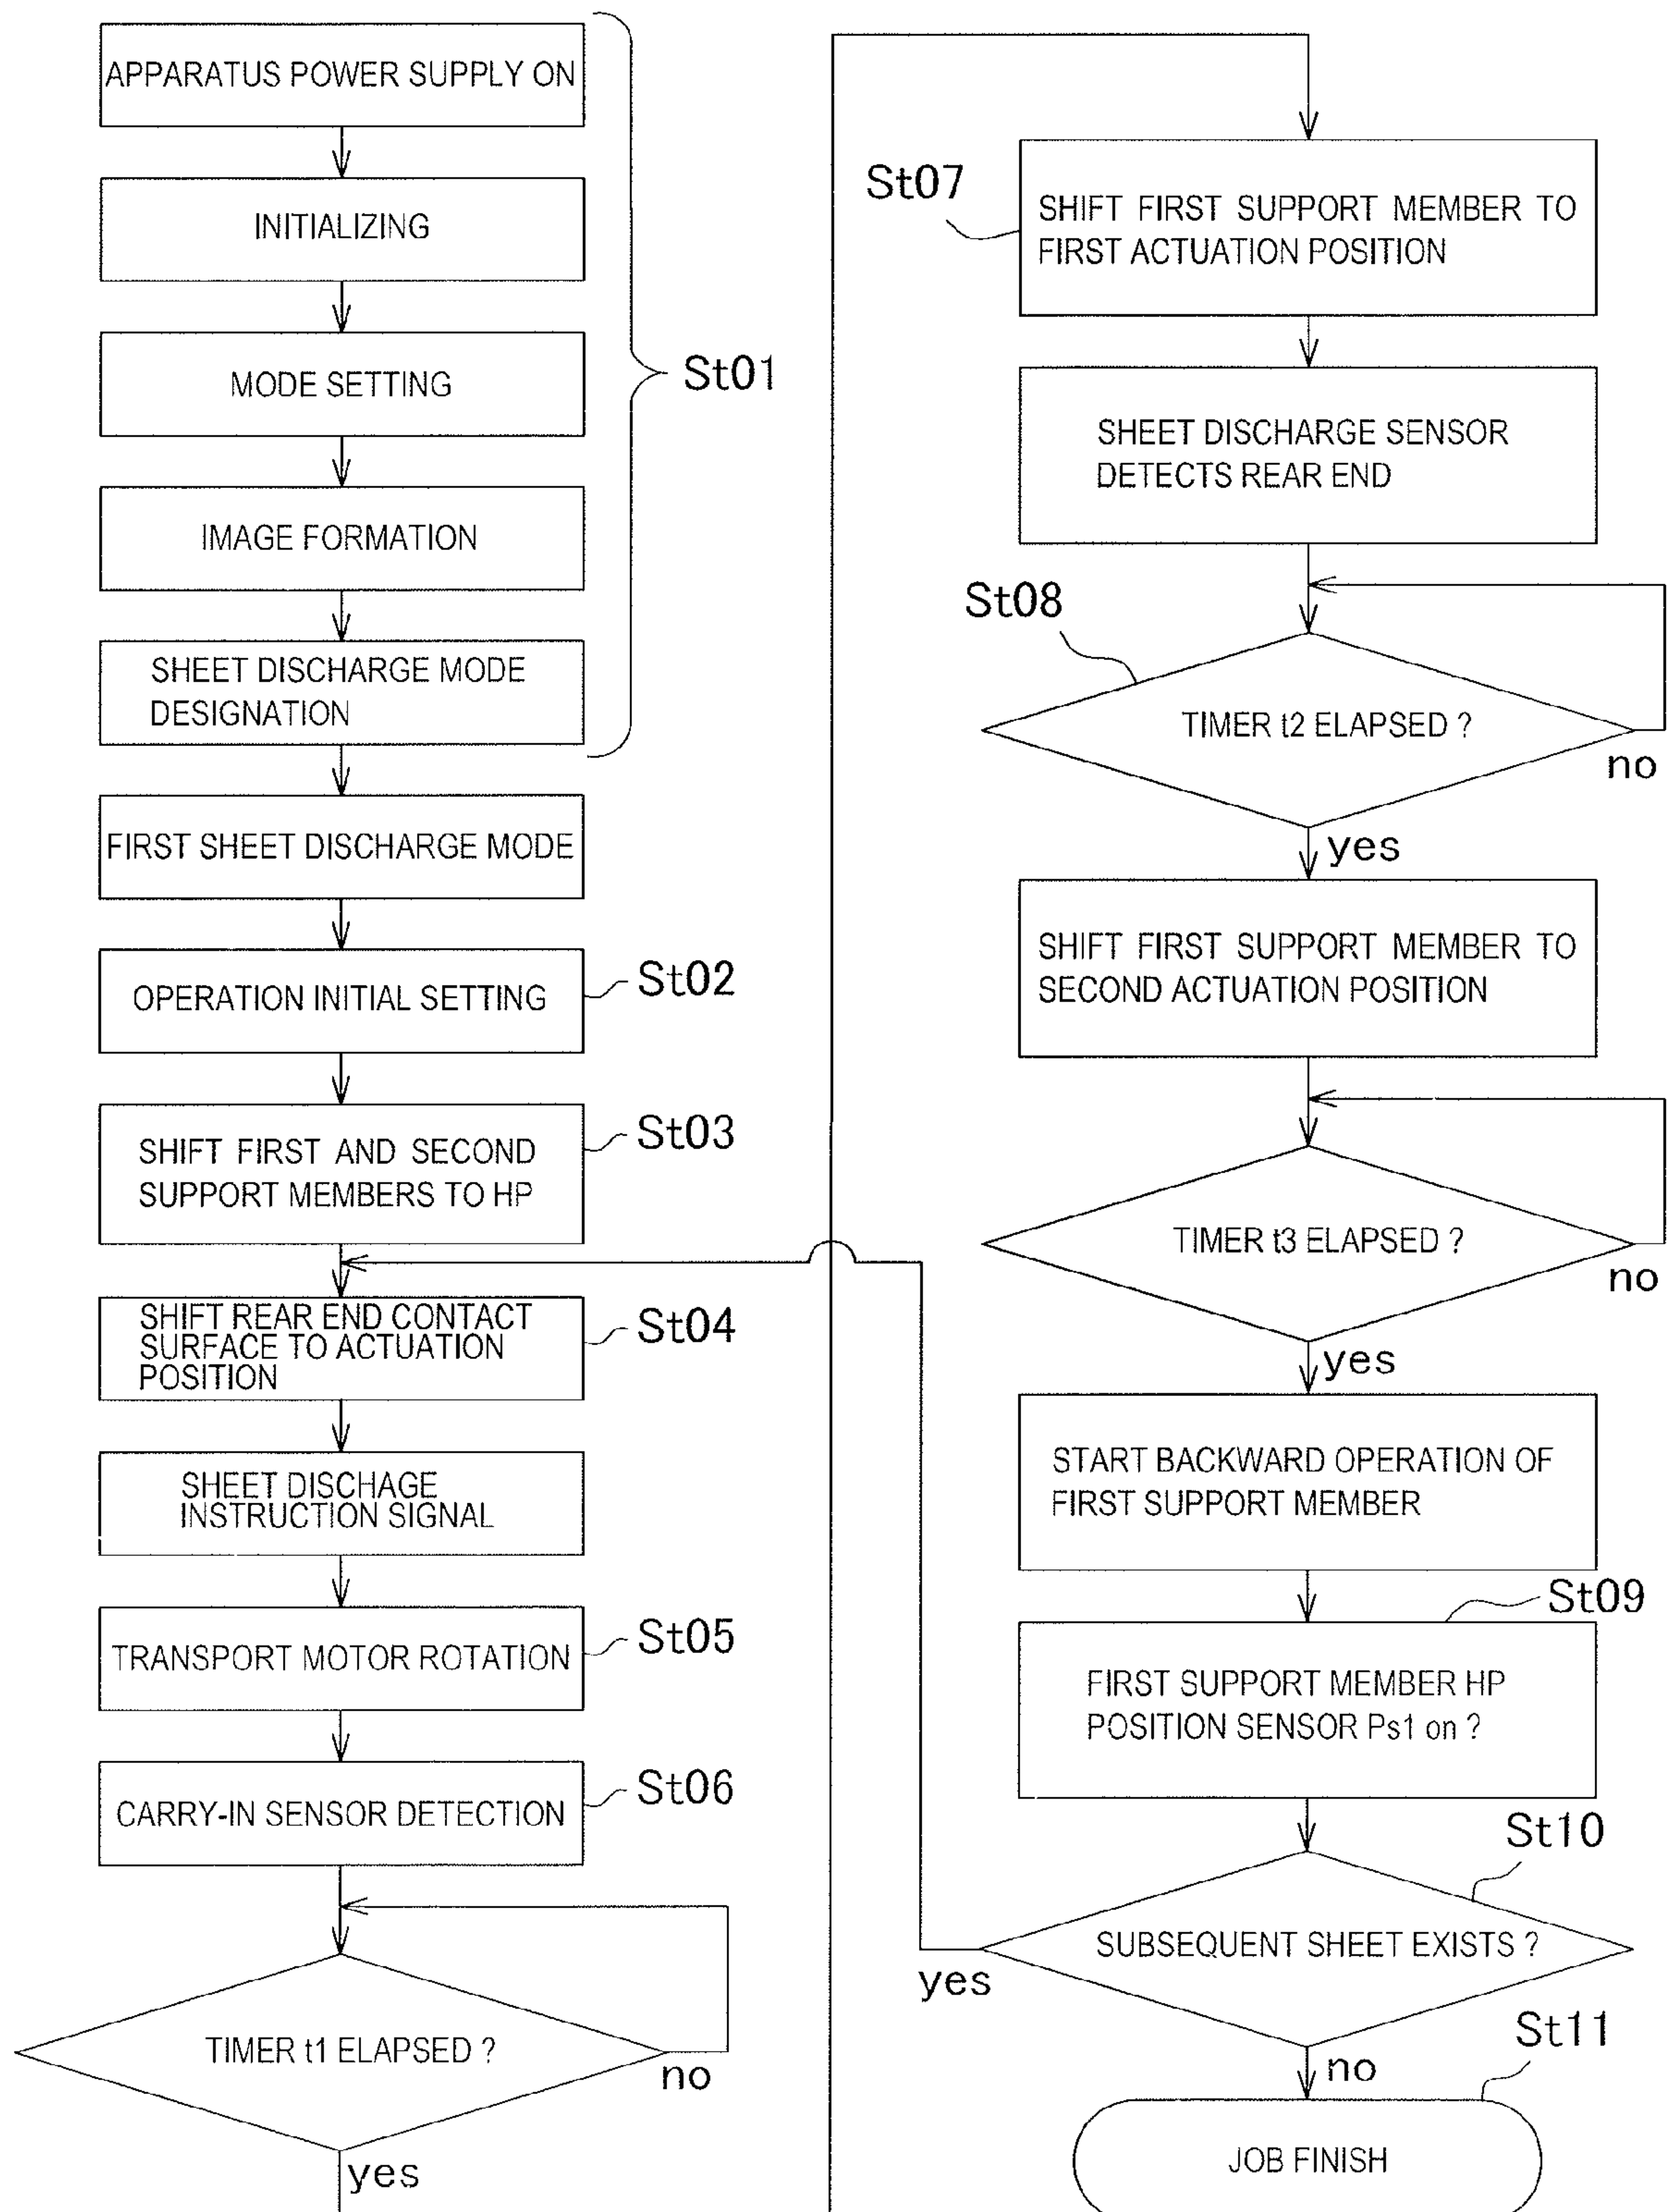 APPARATUS POWER SUPPLY ON
INITIALIZING
MODE SETTING
St01
IMAGE FORMATION
SHEET DISCHARGE MODE
DESIGNATION
FIRST SHEET DISCHARGE MODE
OPERATION INITIAL SETTING
St02
SHIFT FIRST AND SECOND
SUPPORT MEMBERS TO HP
St03
SHIFT REAR END CONTACT
SURFACE TO ACTUATION
POSITION
St04
SHEET DISCHAGE
INSTRUCTION SIGNAL
TRANSPORT MOTOR ROTATION
St05
CARRY-IN SENSOR DETECTION
St06
TIMER t1 ELAPSED ?
no
yes
St07
SHIFT FIRST SUPPORT MEMBER TO
FIRST ACTUATION POSITION
SHEET DISCHARGE SENSOR
DETECTS REAR END
St08
TIMER t2 ELAPSED ?
no
yes
SHIFT FIRST SUPPORT MEMBER TO
SECOND ACTUATION POSITION
TIMER t3 ELAPSED ?
no
yes
START BACKWARD OPERATION OF
FIRST SUPPORT MEMBER
St09
FIRST SUPPORT MEMBER HP
POSITION SENSOR Ps1 on ?
St10
SUBSEQUENT SHEET EXISTS ?
yes
no
St11
JOB FINISH